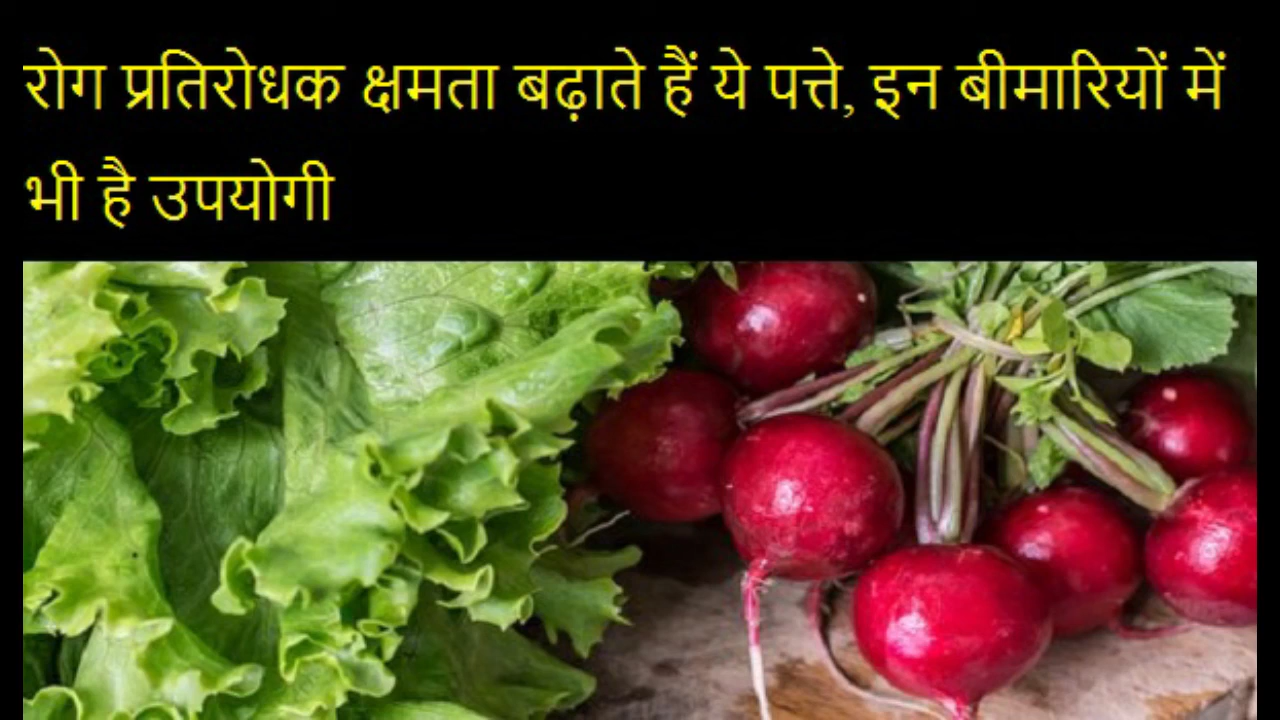 रोग प्रतिरोधक क्षमता बढ़ाते हैं ये पत्ते, इन बीमारियों में
भी है उपयोगी